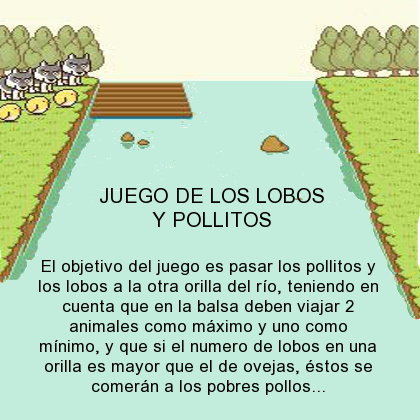 JUEGO DE LOS LOBOS
Y POLLITOS
El objetivo del juego es pasar los pollitos y
los lobos a la otra orilla del río, teniendo en
cuenta que en la balsa deben viajar 2
animales como máximo y uno como
mínimo, y que si el numero de lobos en una
orilla es mayor que el de ovejas, éstos se
comerán a los pobres pollos...